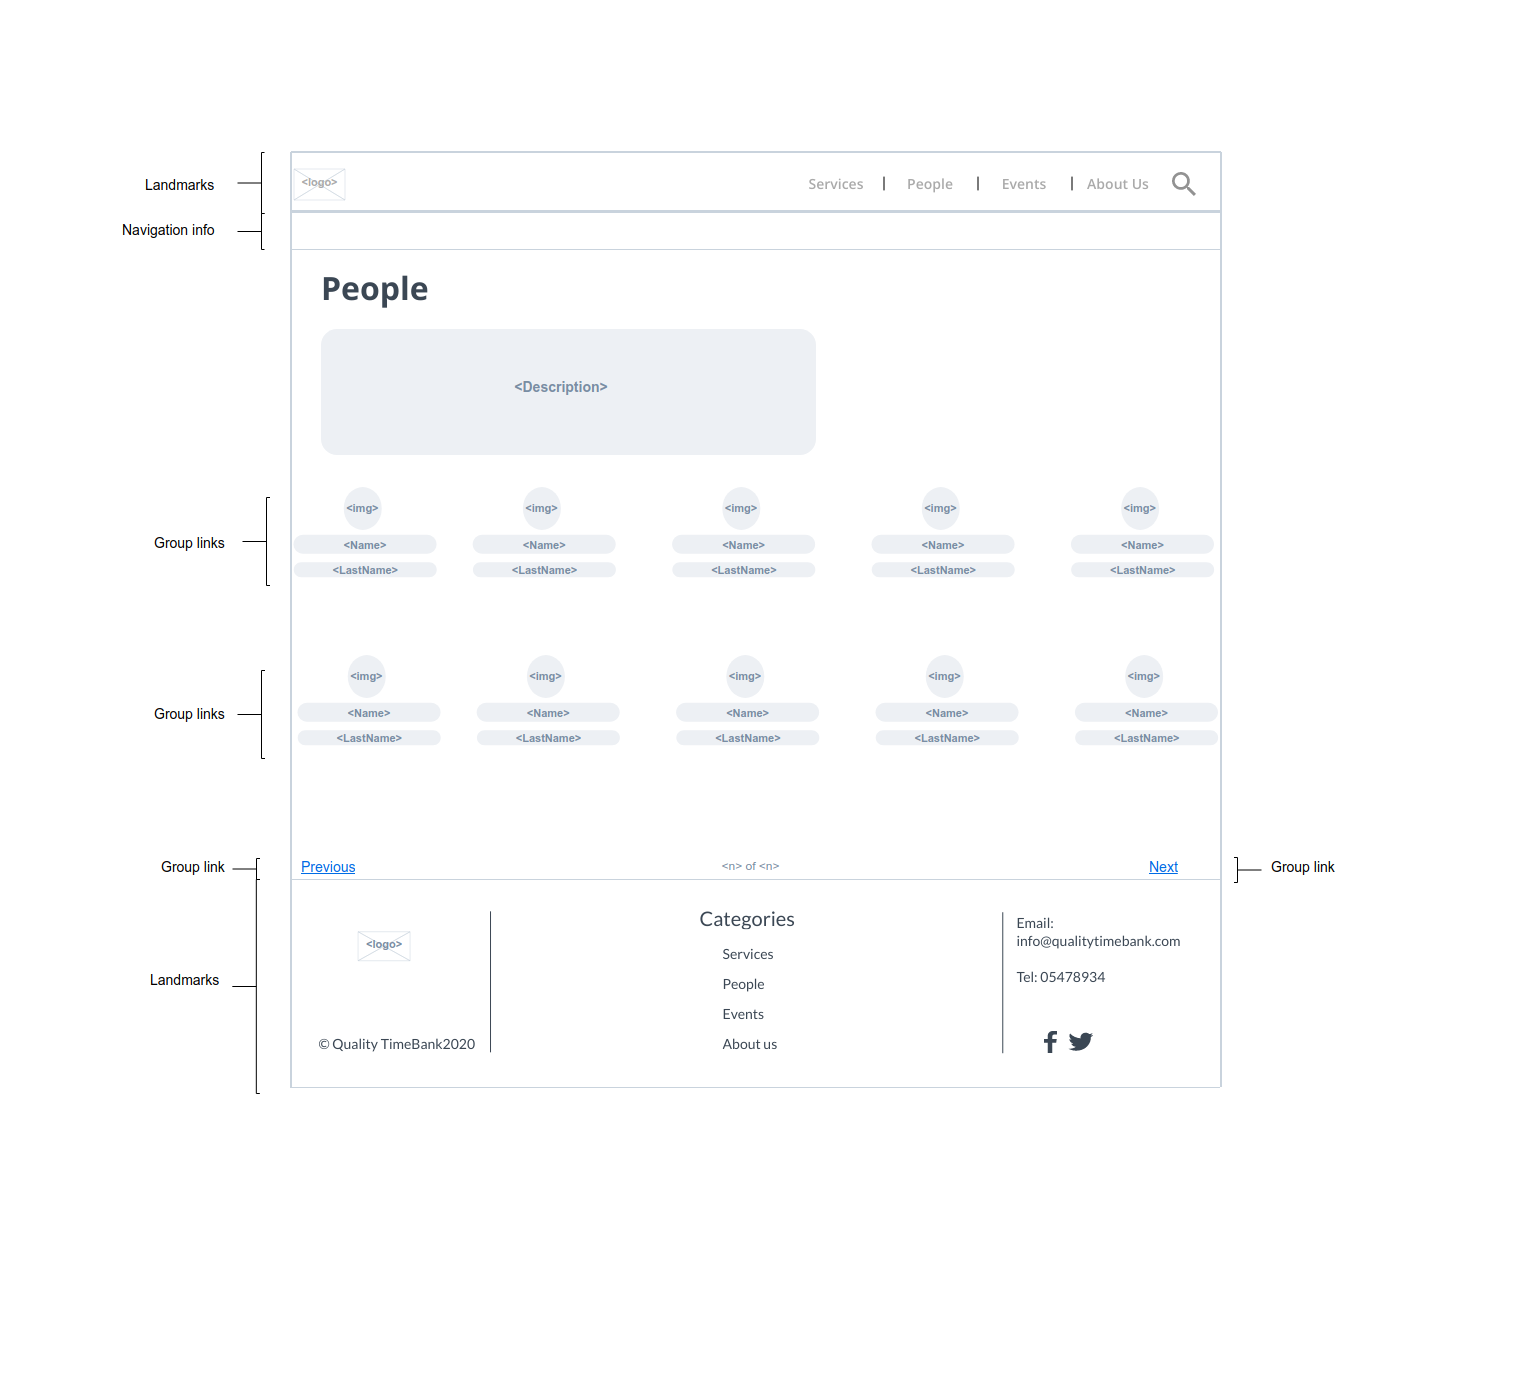 Landmarks
<logo>
Services
People
Events
About Us
Navigation info
People
<Description>
Group links
<img> <img> <img> <img> <img>
<Name> <Name> <Name> <Name> <Name>
<LastName> <LastName> <LastName> <LastName> <LastName>
Group links
<img> <img> <img> <img> <img>
<Name> <Name> <Name> <Name> <Name>
<LastName> <LastName> <LastName> <LastName> <LastName>
Group link
Previous
<n> of <n>
Next
Group link
Landmarks
<logo>
© Quality TimeBank2020
Categories
Services
People
Events
About us
Email:
info@qualitytimebank.com
Tel: 05478934